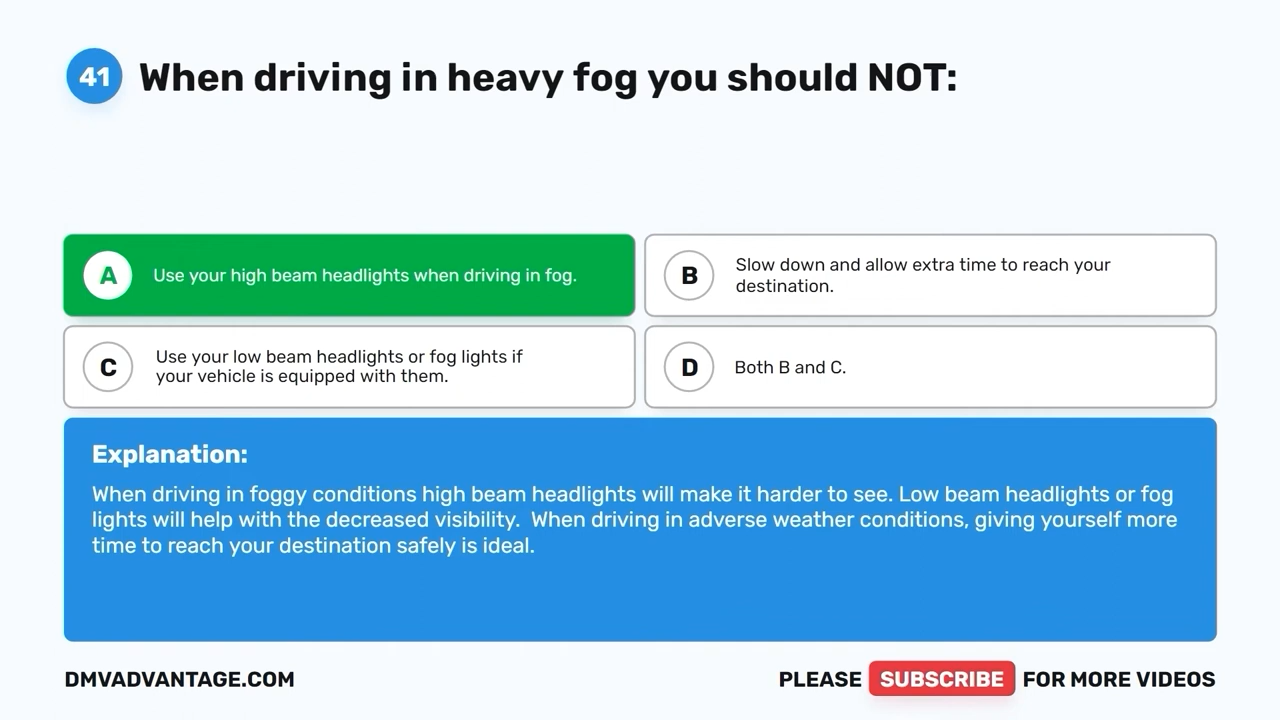 41 When driving in heavy fog you should NOT:
A Use your high beam headlights when driving in fog.
B Slow down and allow extra time to reach your
destination.
C Use your low beam headlights or fog lights if
your vehicle is equipped with them.
D Both B and C.
Explanation:
When driving in foggy conditions high beam headlights will make it harder to see. Low beam headlights or fog
lights will help with the decreased visibility.  When driving in adverse weather conditions, giving yourself more
time to reach your destination safely is ideal.
DMVADVANTAGE.COM
PLEASE SUBSCRIBE FOR MORE VIDEOS